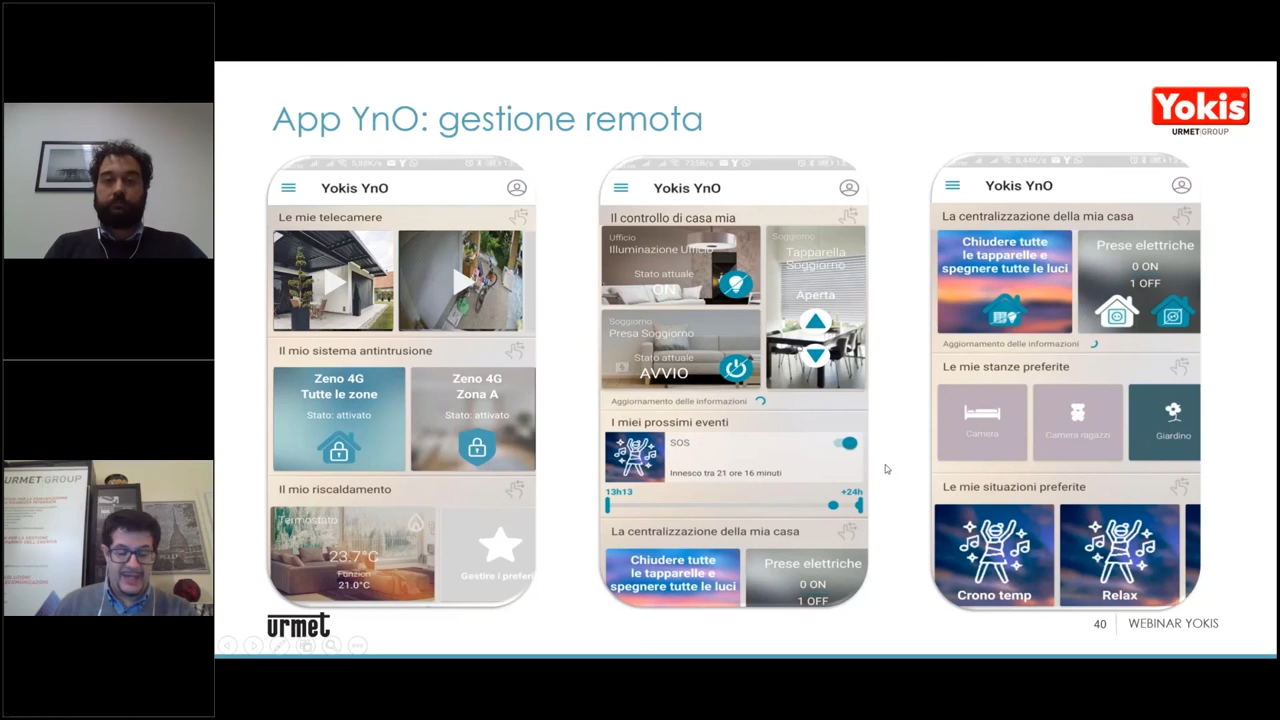 App YnO: gestione remota
Yokis
URMET GROUP
Yokis YnO
Le mie telecamere
Il mio sistema antintrusione
Zeno 4G
Tutte le zone
Stato: attivato
Zeno 4G
Zona A
Stato: attivato
Il mio riscaldamento
Termostato
23.7°C
Funzion
21.0°C
Gestire i preferi
Yokis YnO
Il controllo di casa mia
Ufficio
Illuminazione Ufficio
Stato attuale
ON
Soggiorno
Tapparella
Soggiorno
Aperta
Soggiorno
Presa Soggiorno
Stato attuale
AVVIO
Aggiornamento delle informazioni
I miei prossimi eventi
SOS
Innesco tra 21 ore 16 minuti
13h13
+24h
La centralizzazione della mia casa
Chiudere tutte
le tapparelle e
spegnere tutte le luci
Prese elettriche
0 ON
1 OFF
Yokis YnO
La centralizzazione della mia casa
Chiudere tutte
le tapparelle e
spegnere tutte le luci
Prese elettriche
0 ON
1 OFF
Aggiornamento delle informazioni
Le mie stanze preferite
Camera
Camera ragazzi
Giardino
Le mie situazioni preferite
Crono temp
Relax
urmet
40
WEBINAR YOKIS
URMET GROUP